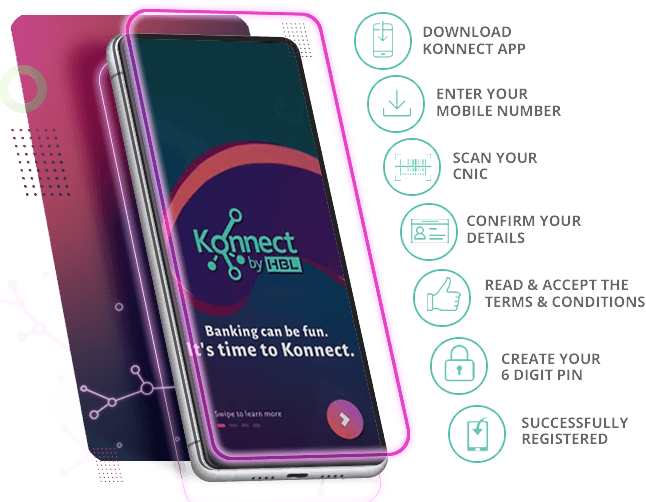 Konnect
by HBL
Banking can be fun.
It's time to Konnect.
Swipe to learn more
DOWNLOAD
KONNECT APP
ENTER YOUR
MOBILE NUMBER
SCAN YOUR
CNIC
CONFIRM YOUR
DETAILS
READ & ACCEPT THE
TERMS & CONDITIONS
CREATE YOUR
6 DIGIT PIN
SUCCESSFULLY
REGISTERED